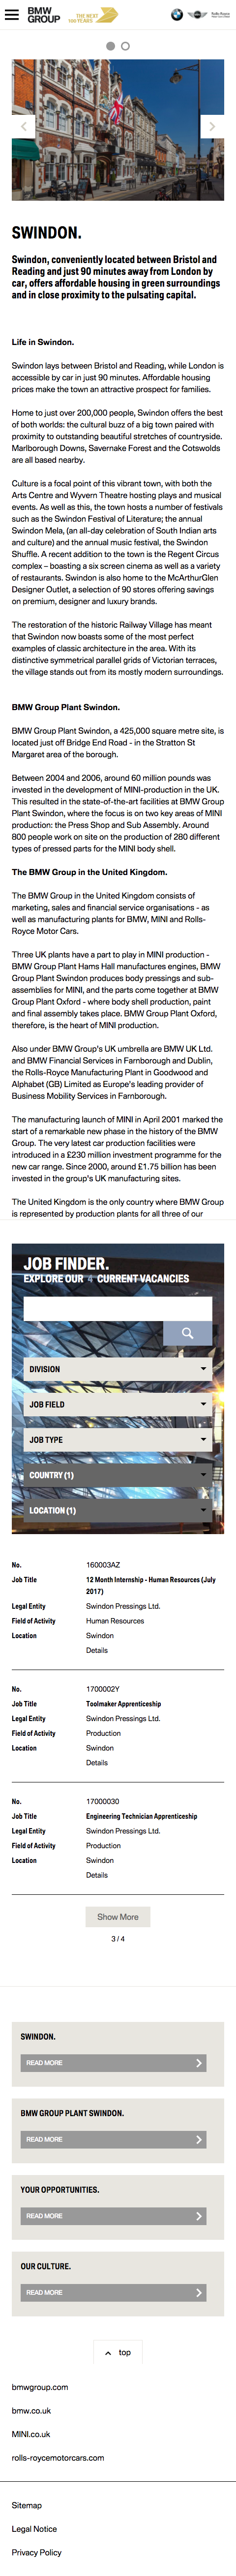 BMW
GROUP
THE NEXT
100 YEARS
SWINDON.
Swindon, conveniently located between Bristol and
Reading and just 90 minutes away from London by
car, offers affordable housing in green surroundings
and in close proximity to the pulsating capital.
Life in Swindon.
Swindon lays between Bristol and Reading, while London is
accessible by car in just 90 minutes. Affordable housing
prices make the town an attractive prospect for families.
Home to just over 200,000 people, Swindon offers the best
of both worlds: the cultural buzz of a big town paired with
proximity to outstanding beautiful stretches of countryside.
Marlborough Downs, Savernake Forest and the Cotswolds
are all based nearby.
Culture is a focal point of this vibrant town, with both the
Arts Centre and Wyvern Theatre hosting plays and musical
events. As well as this, the town hosts a number of festivals
such as the Swindon Festival of Literature; the annual
Swindon Mela, (an all-day celebration of South Indian arts
and culture) and the annual music festival, the Swindon
Shuffle. A recent addition to the town is the Regent Circus
complex – boasting a six screen cinema as well as a variety
of restaurants. Swindon is also home to the McArthurGlen
Designer Outlet, a selection of 90 stores offering savings
on premium, designer and luxury brands.
The restoration of the historic Railway Village has meant
that Swindon now boasts some of the most perfect
examples of classic architecture in the area. With its
distinctive symmetrical parallel grids of Victorian terraces,
the village stands out from its mostly modern surroundings.
BMW Group Plant Swindon.
BMW Group Plant Swindon, a 425,000 square metre site, is
located just off Bridge End Road - in the Stratton St
Margaret area of the borough.
Between 2004 and 2006, around 60 million pounds was
invested in the development of MINI-production in the UK.
This resulted in the state-of-the-art facilities at BMW Group
Plant Swindon, where the focus is on two key areas of MINI
production: the Press Shop and Sub Assembly. Around
800 people work on site on the production of 280 different
types of pressed parts for the MINI body shell.
The BMW Group in the United Kingdom.
The BMW Group in the United Kingdom consists of
marketing, sales and financial service organisations - as
well as manufacturing plants for BMW, MINI and Rolls-
Royce Motor Cars.
Three UK plants have a part to play in MINI production -
BMW Group Plant Hams Hall manufactures engines, BMW
Group Plant Swindon produces body pressings and sub-
assemblies for MINI, and the parts come together at BMW
Group Plant Oxford - where body shell production, paint
and final assembly takes place. BMW Group Plant Oxford,
therefore, is the heart of MINI production.
Also under BMW Group's UK umbrella are BMW UK Ltd.
and BMW Financial Services in Farnborough and Dublin,
the Rolls-Royce Manufacturing Plant in Goodwood and
Alphabet (GB) Limited as Europe's leading provider of
Business Mobility Services in Farnborough.
The manufacturing launch of MINI in April 2001 marked the
start of a remarkable new phase in the history of the BMW
Group. The very latest car production facilities were
introduced in a £230 million investment programme for the
new car range. Since 2000, around £1.75 billion has been
invested in the group's UK manufacturing sites.
The United Kingdom is the only country where BMW Group
is represented by production plants for all three of our
JOB FINDER.
EXPLORE OUR 4 CURRENT VACANCIES
DIVISION
JOB FIELD
JOB TYPE
COUNTRY (1)
LOCATION (1)
No. 160003AZ
Job Title 12 Month Internship - Human Resources (July
2017)
Legal Entity Swindon Pressings Ltd.
Field of Activity Human Resources
Location Swindon
Details
No. 1700002Y
Job Title Toolmaker Apprenticeship
Legal Entity Swindon Pressings Ltd.
Field of Activity Production
Location Swindon
Details
No. 17000030
Job Title Engineering Technician Apprenticeship
Legal Entity Swindon Pressings Ltd.
Field of Activity Production
Location Swindon
Details
Show More
3 / 4
SWINDON.
READ MORE
BMW GROUP PLANT SWINDON.
READ MORE
YOUR OPPORTUNITIES.
READ MORE
OUR CULTURE.
READ MORE
top
bmwgroup.com
bmw.co.uk
MINI.co.uk
rolls-roycemotorcars.com
Sitemap
Legal Notice
Privacy Policy